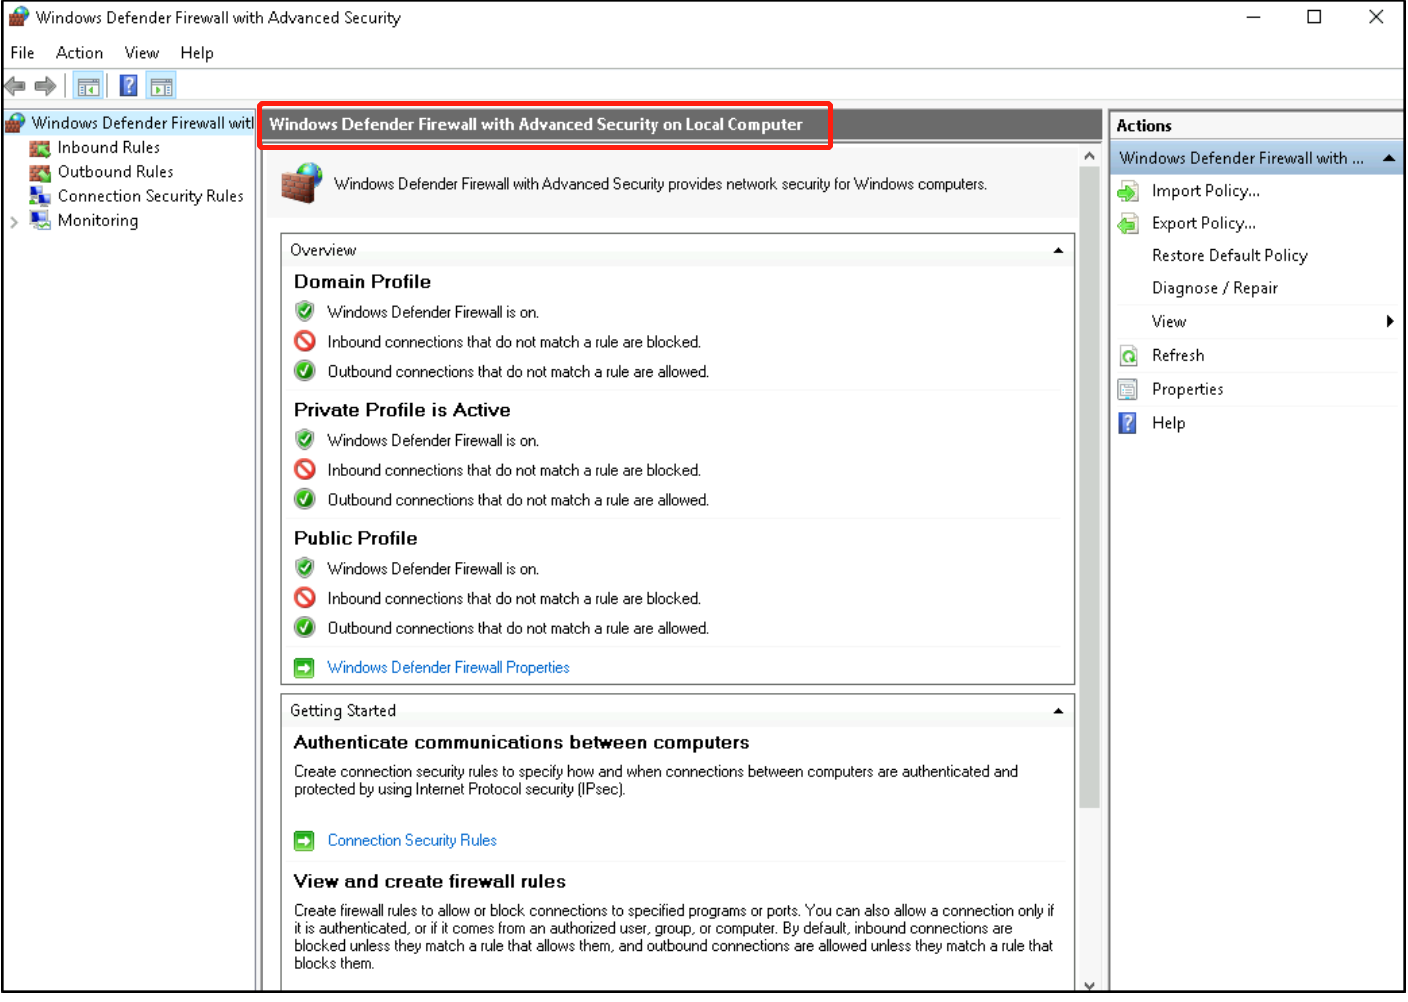 Windows Defender Firewall with Advanced Security
File Action View Help
Windows Defender Firewall witl
Inbound Rules
Outbound Rules
Connection Security Rules
Monitoring
Windows Defender Firewall with Advanced Security on Local Computer
Windows Defender Firewall with Advanced Security provides network security for Windows computers.
Overview
Domain Profile
Windows Defender Firewall is on.
Inbound connections that do not match a rule are blocked.
Outbound connections that do not match a rule are allowed.
Private Profile is Active
Windows Defender Firewall is on.
Inbound connections that do not match a rule are blocked.
Outbound connections that do not match a rule are allowed.
Public Profile
Windows Defender Firewall is on.
Inbound connections that do not match a rule are blocked.
Outbound connections that do not match a rule are allowed.
Windows Defender Firewall Properties
Getting Started
Authenticate communications between computers
Create connection security rules to specify how and when connections between computers are authenticated and
protected by using Internet Protocol security (IPsec).
Connection Security Rules
View and create firewall rules
Create firewall rules to allow or block connections to specified programs or ports. You can also allow a connection only if
it is authenticated, or if it comes from an authorized user, group, or computer. By default, inbound connections are
blocked unless they match a rule that allows them, and outbound connections are allowed unless they match a rule that
blocks them.
Actions
Windows Defender Firewall with ...
Import Policy...
Export Policy...
Restore Default Policy
Diagnose / Repair
View
Refresh
Properties
Help